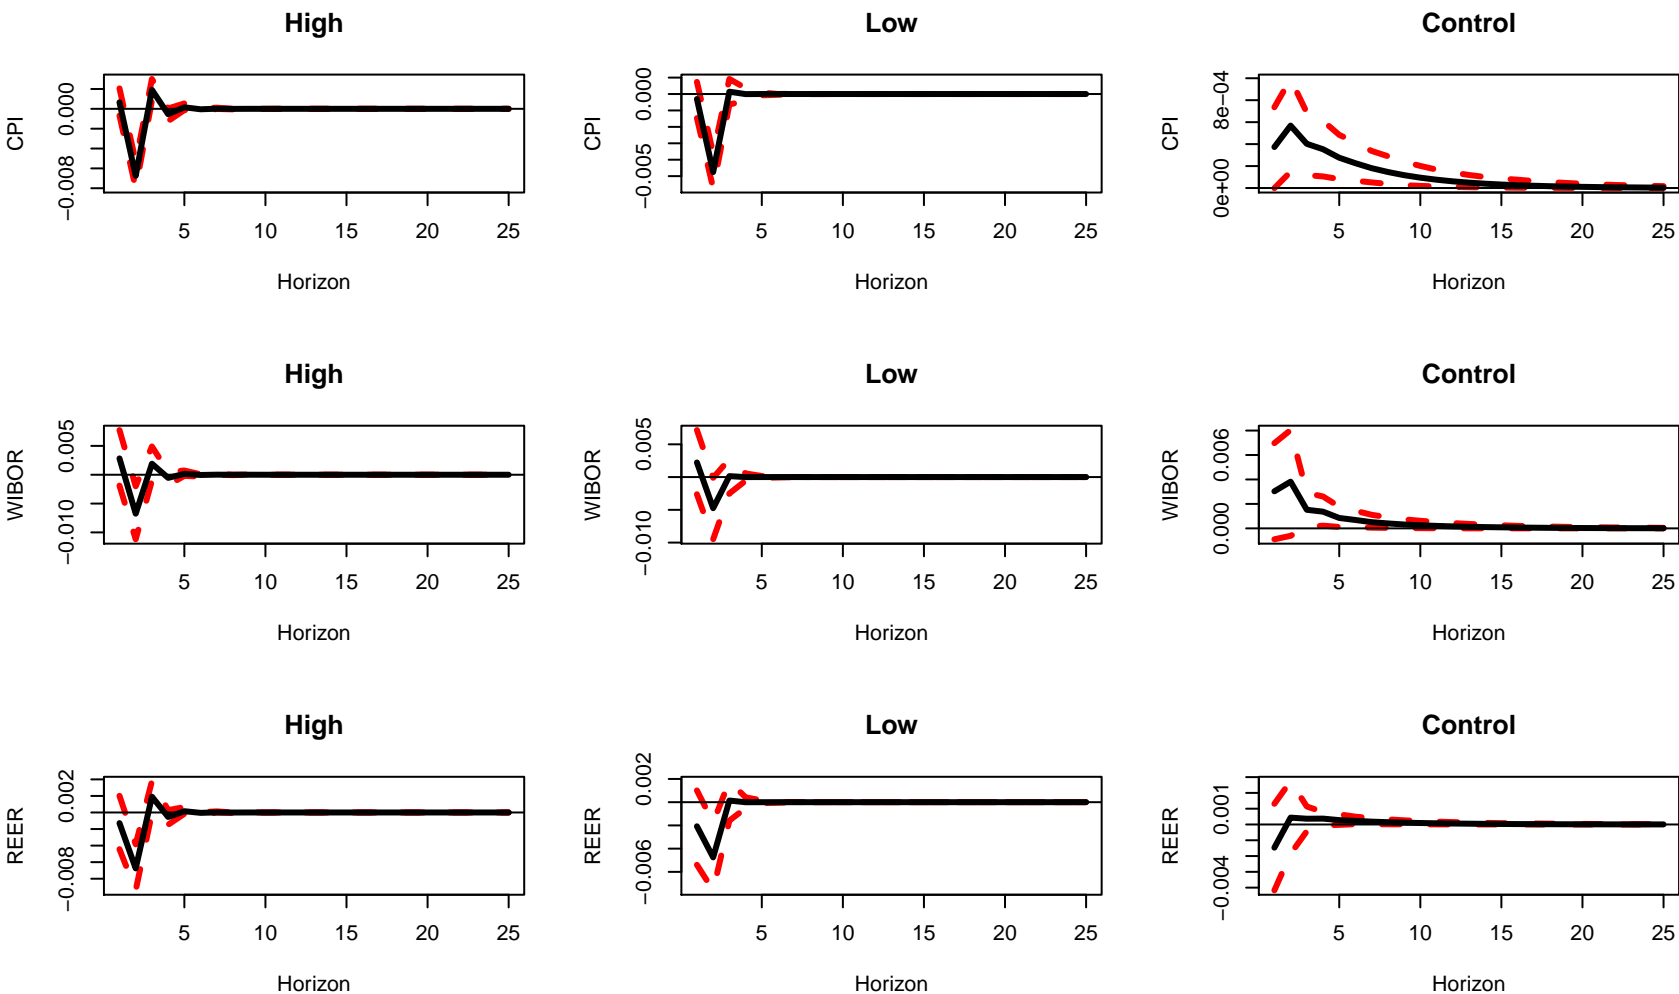 High Low Control
CPI 0.000 −0.008 CPI 0.000 −0.005 CPI 8e−04 0e+00
5 10 15 20 25 5 10 15 20 25 5 10 15 20 25
Horizon Horizon Horizon
High Low Control
WIBOR 0.005 −0.010 WIBOR 0.005 −0.010 WIBOR 0.006 0.000
5 10 15 20 25 5 10 15 20 25 5 10 15 20 25
Horizon Horizon Horizon
High Low Control
REER 0.002 −0.008 REER 0.002 −0.006 REER 0.001 −0.004
5 10 15 20 25 5 10 15 20 25 5 10 15 20 25
Horizon Horizon Horizon